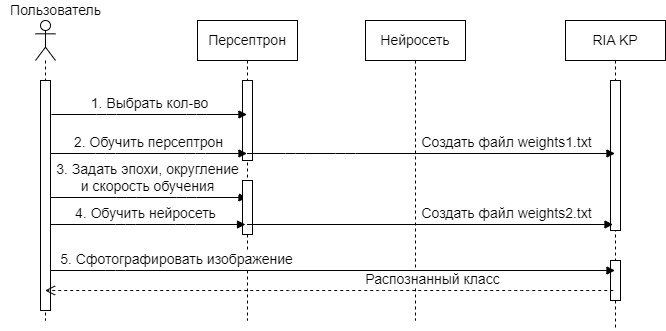 Пользователь
Персептрон
Нейросеть
RIA KP
1. Выбрать кол-во
2. Обучить персептрон
Создать файл weights1.txt
3. Задать эпохи, округление
и скорость обучения
4. Обучить нейросеть
Создать файл weights2.txt
5. Сфотографировать изображение
Распознанный класс